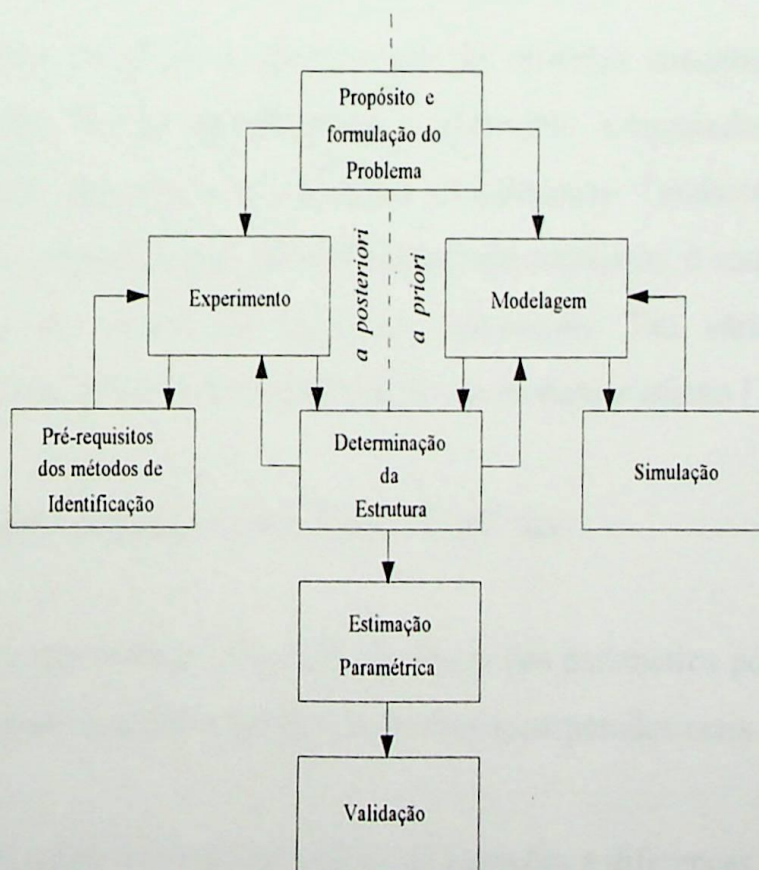 Propósito e
formulação do
Problema
a posteriori
a priori
Experimento
Modelagem
Pré-requisitos
dos métodos de
Identificação
Determinação
da
Estrutura
Simulação
Estimação
Paramétrica
Validação